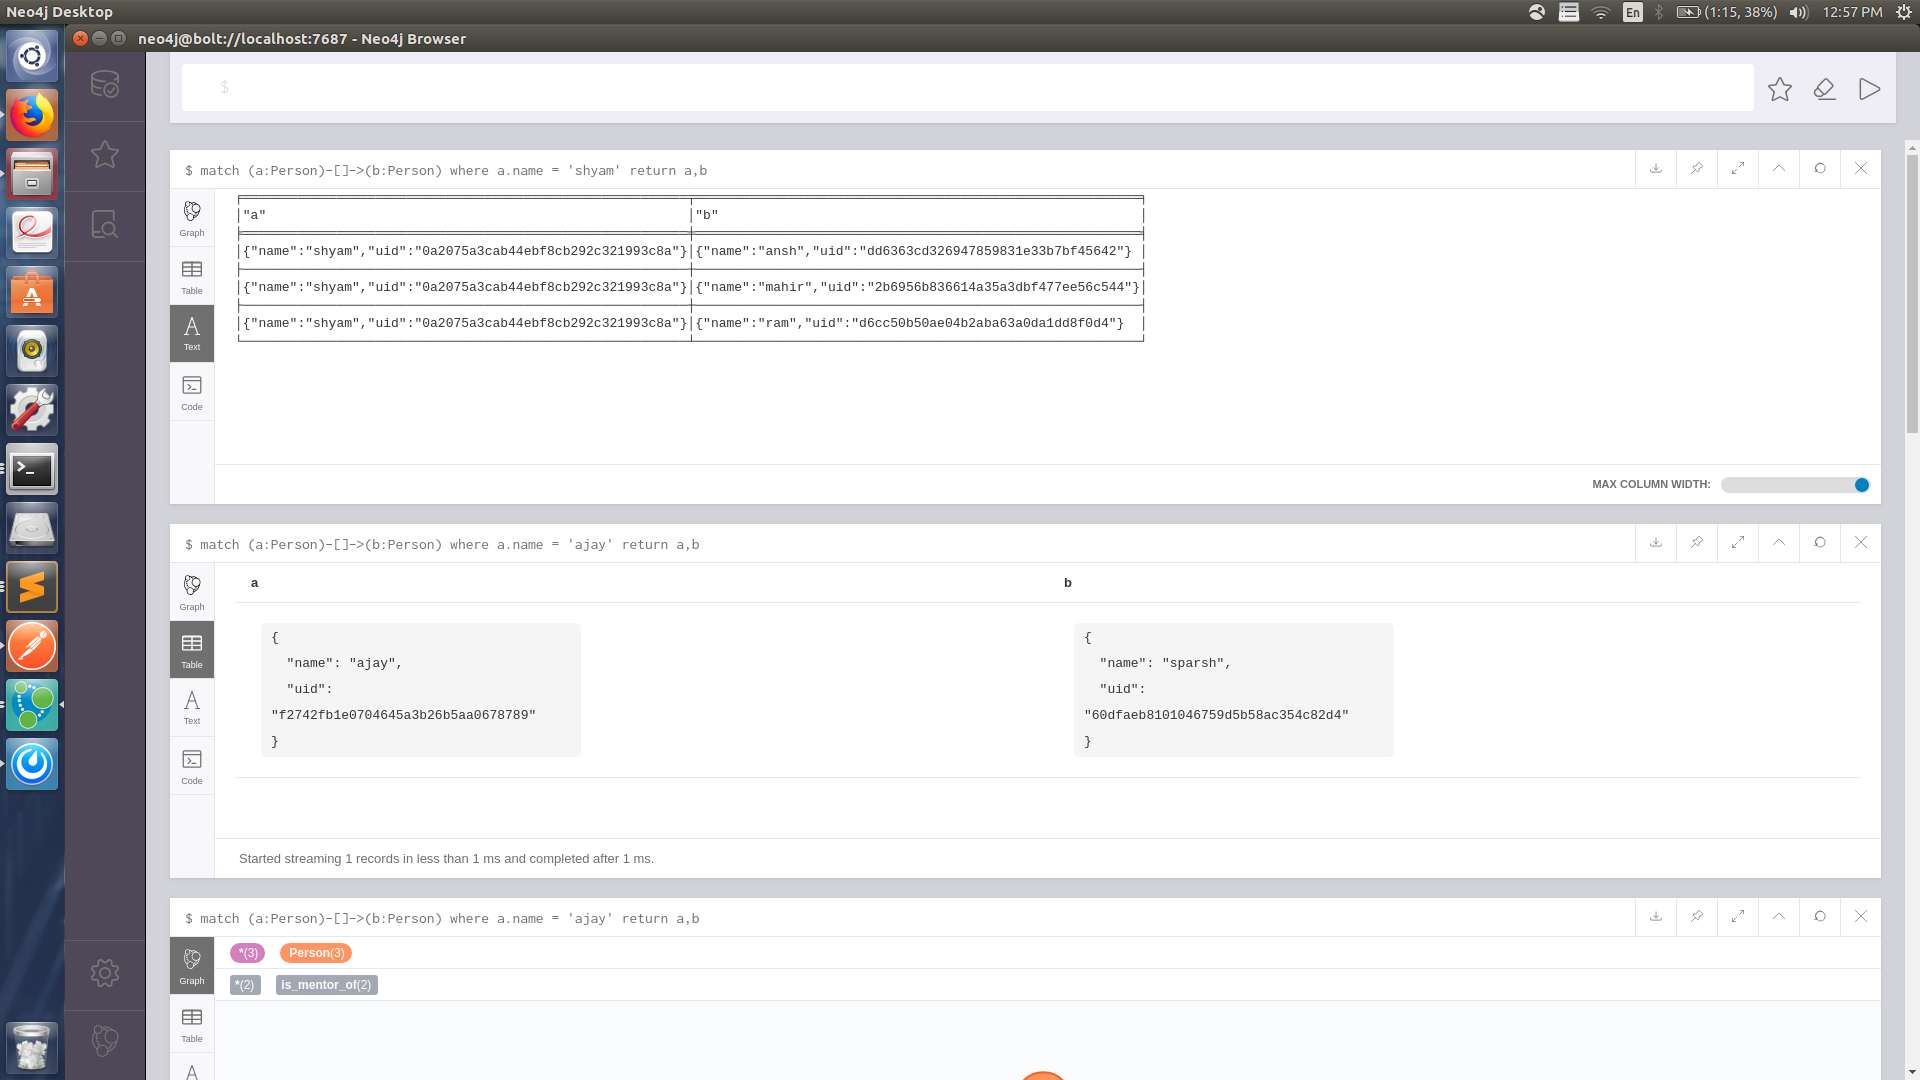 Neo4j Desktop
En
(1:15, 38%)
12:57 PM
neo4j@bolt://localhost:7687 - Neo4j Browser
$
$ match (a:Person)-[]->(b:Person) where a.name = 'shyam' return a,b
Graph
Table
Text
Code
"a" "b"
{"name":"shyam","uid":"0a2075a3cab44ebf8cb292c321993c8a"} {"name":"ansh","uid":"dd6363cd326947859831e33b7bf45642"}
{"name":"shyam","uid":"0a2075a3cab44ebf8cb292c321993c8a"} {"name":"mahir","uid":"2b6956b836614a35a3dbf477ee56c544"}
{"name":"shyam","uid":"0a2075a3cab44ebf8cb292c321993c8a"} {"name":"ram","uid":"d6cc50b50ae04b2aba63a0da1dd8f0d4"}
MAX COLUMN WIDTH:
$ match (a:Person)-[]->(b:Person) where a.name = 'ajay' return a,b
Graph
Table
Text
Code
a b
{
"name": "ajay",
"uid":
"f2742fb1e0704645a3b26b5aa0678789"
}
{
"name": "sparsh",
"uid":
"60dfaeb8101046759d5b58ac354c82d4"
}
Started streaming 1 records in less than 1 ms and completed after 1 ms.
$ match (a:Person)-[]->(b:Person) where a.name = 'ajay' return a,b
Graph
Table
*(3) Person(3)
*(2) is_mentor_of(2)